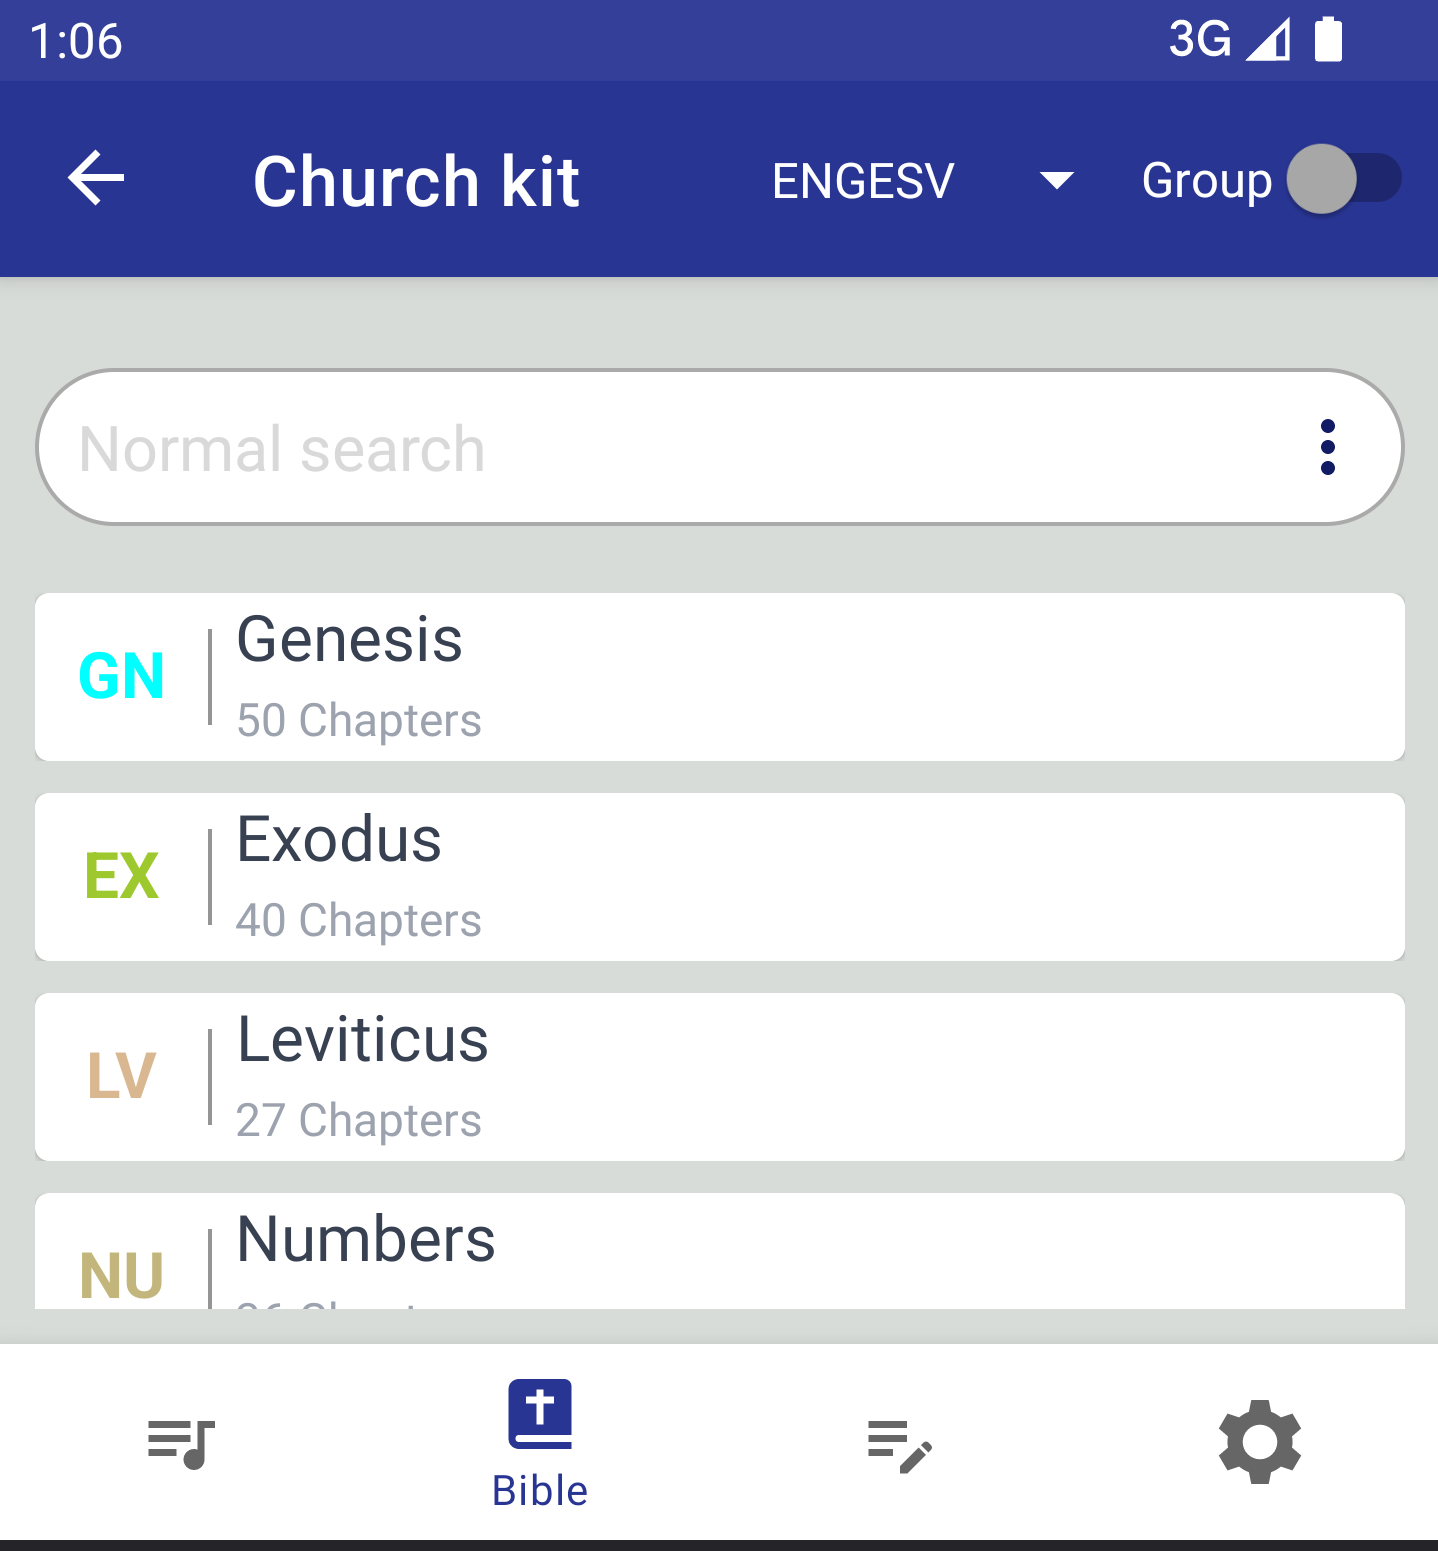 1:06 3G
Church kit ENGESV Group
Normal search
GN Genesis
50 Chapters
EX Exodus
40 Chapters
LV Leviticus
27 Chapters
NU Numbers
Bible